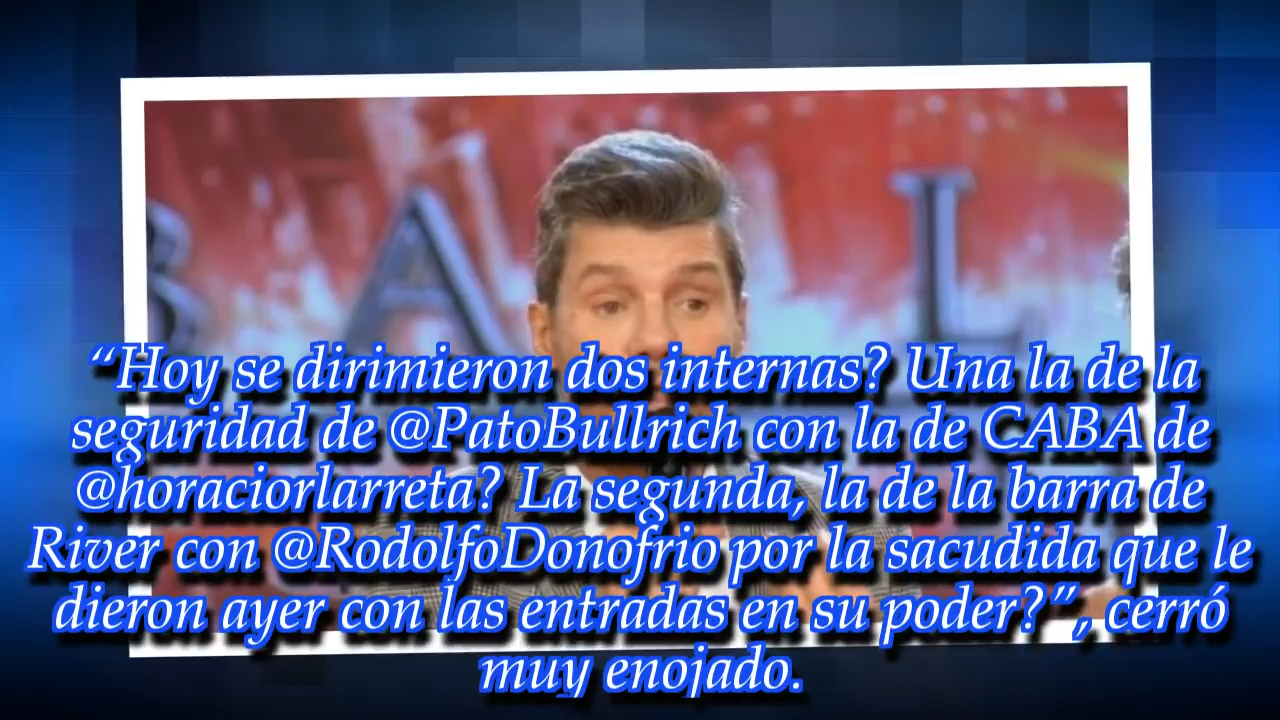 B A L
“Hoy se dirimieron dos internas? Una la de la
seguridad de @PatoBullrich con la de CABA de
@horaciorlarreta? La segunda, la de la barra de
River con @RodolfoDonofrio por la sacudida que le
dieron ayer con las entradas en su poder?”, cerró
muy enojado.